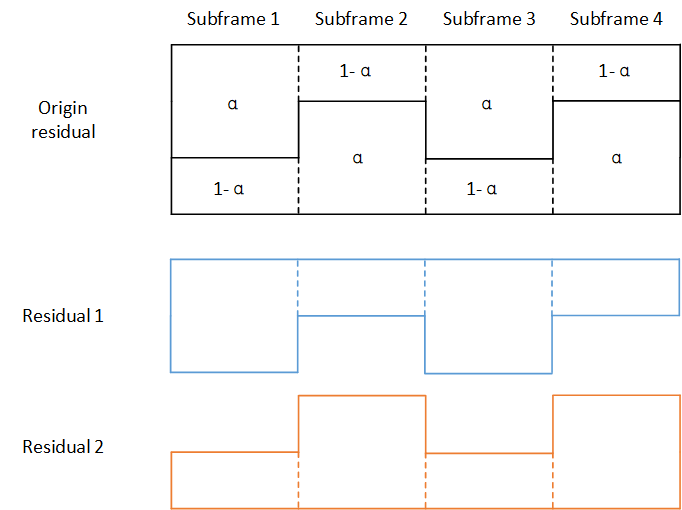 Subframe 1 Subframe 2 Subframe 3 Subframe 4
1- α 1- α
α α
Origin
residual
α α
1- α 1- α
Residual 1
Residual 2